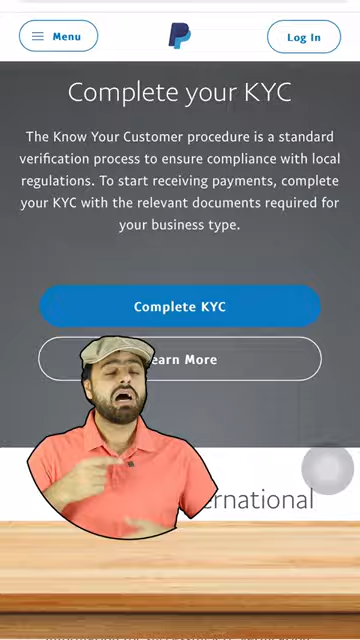 Menu
Log In
Complete your KYC
The Know Your Customer procedure is a standard
verification process to ensure compliance with local
regulations. To start receiving payments, complete
your KYC with the relevant documents required for
your business type.
Complete KYC
earn More
ernational